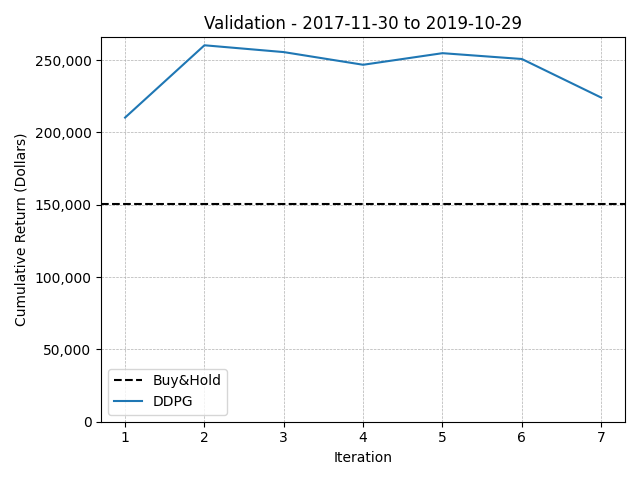 Validation - 2017-11-30 to 2019-10-29
Cumulative Return (Dollars)
250,000
200,000
150,000
100,000
50,000
0
Buy&Hold
DDPG
1 2 3 4 5 6 7
Iteration